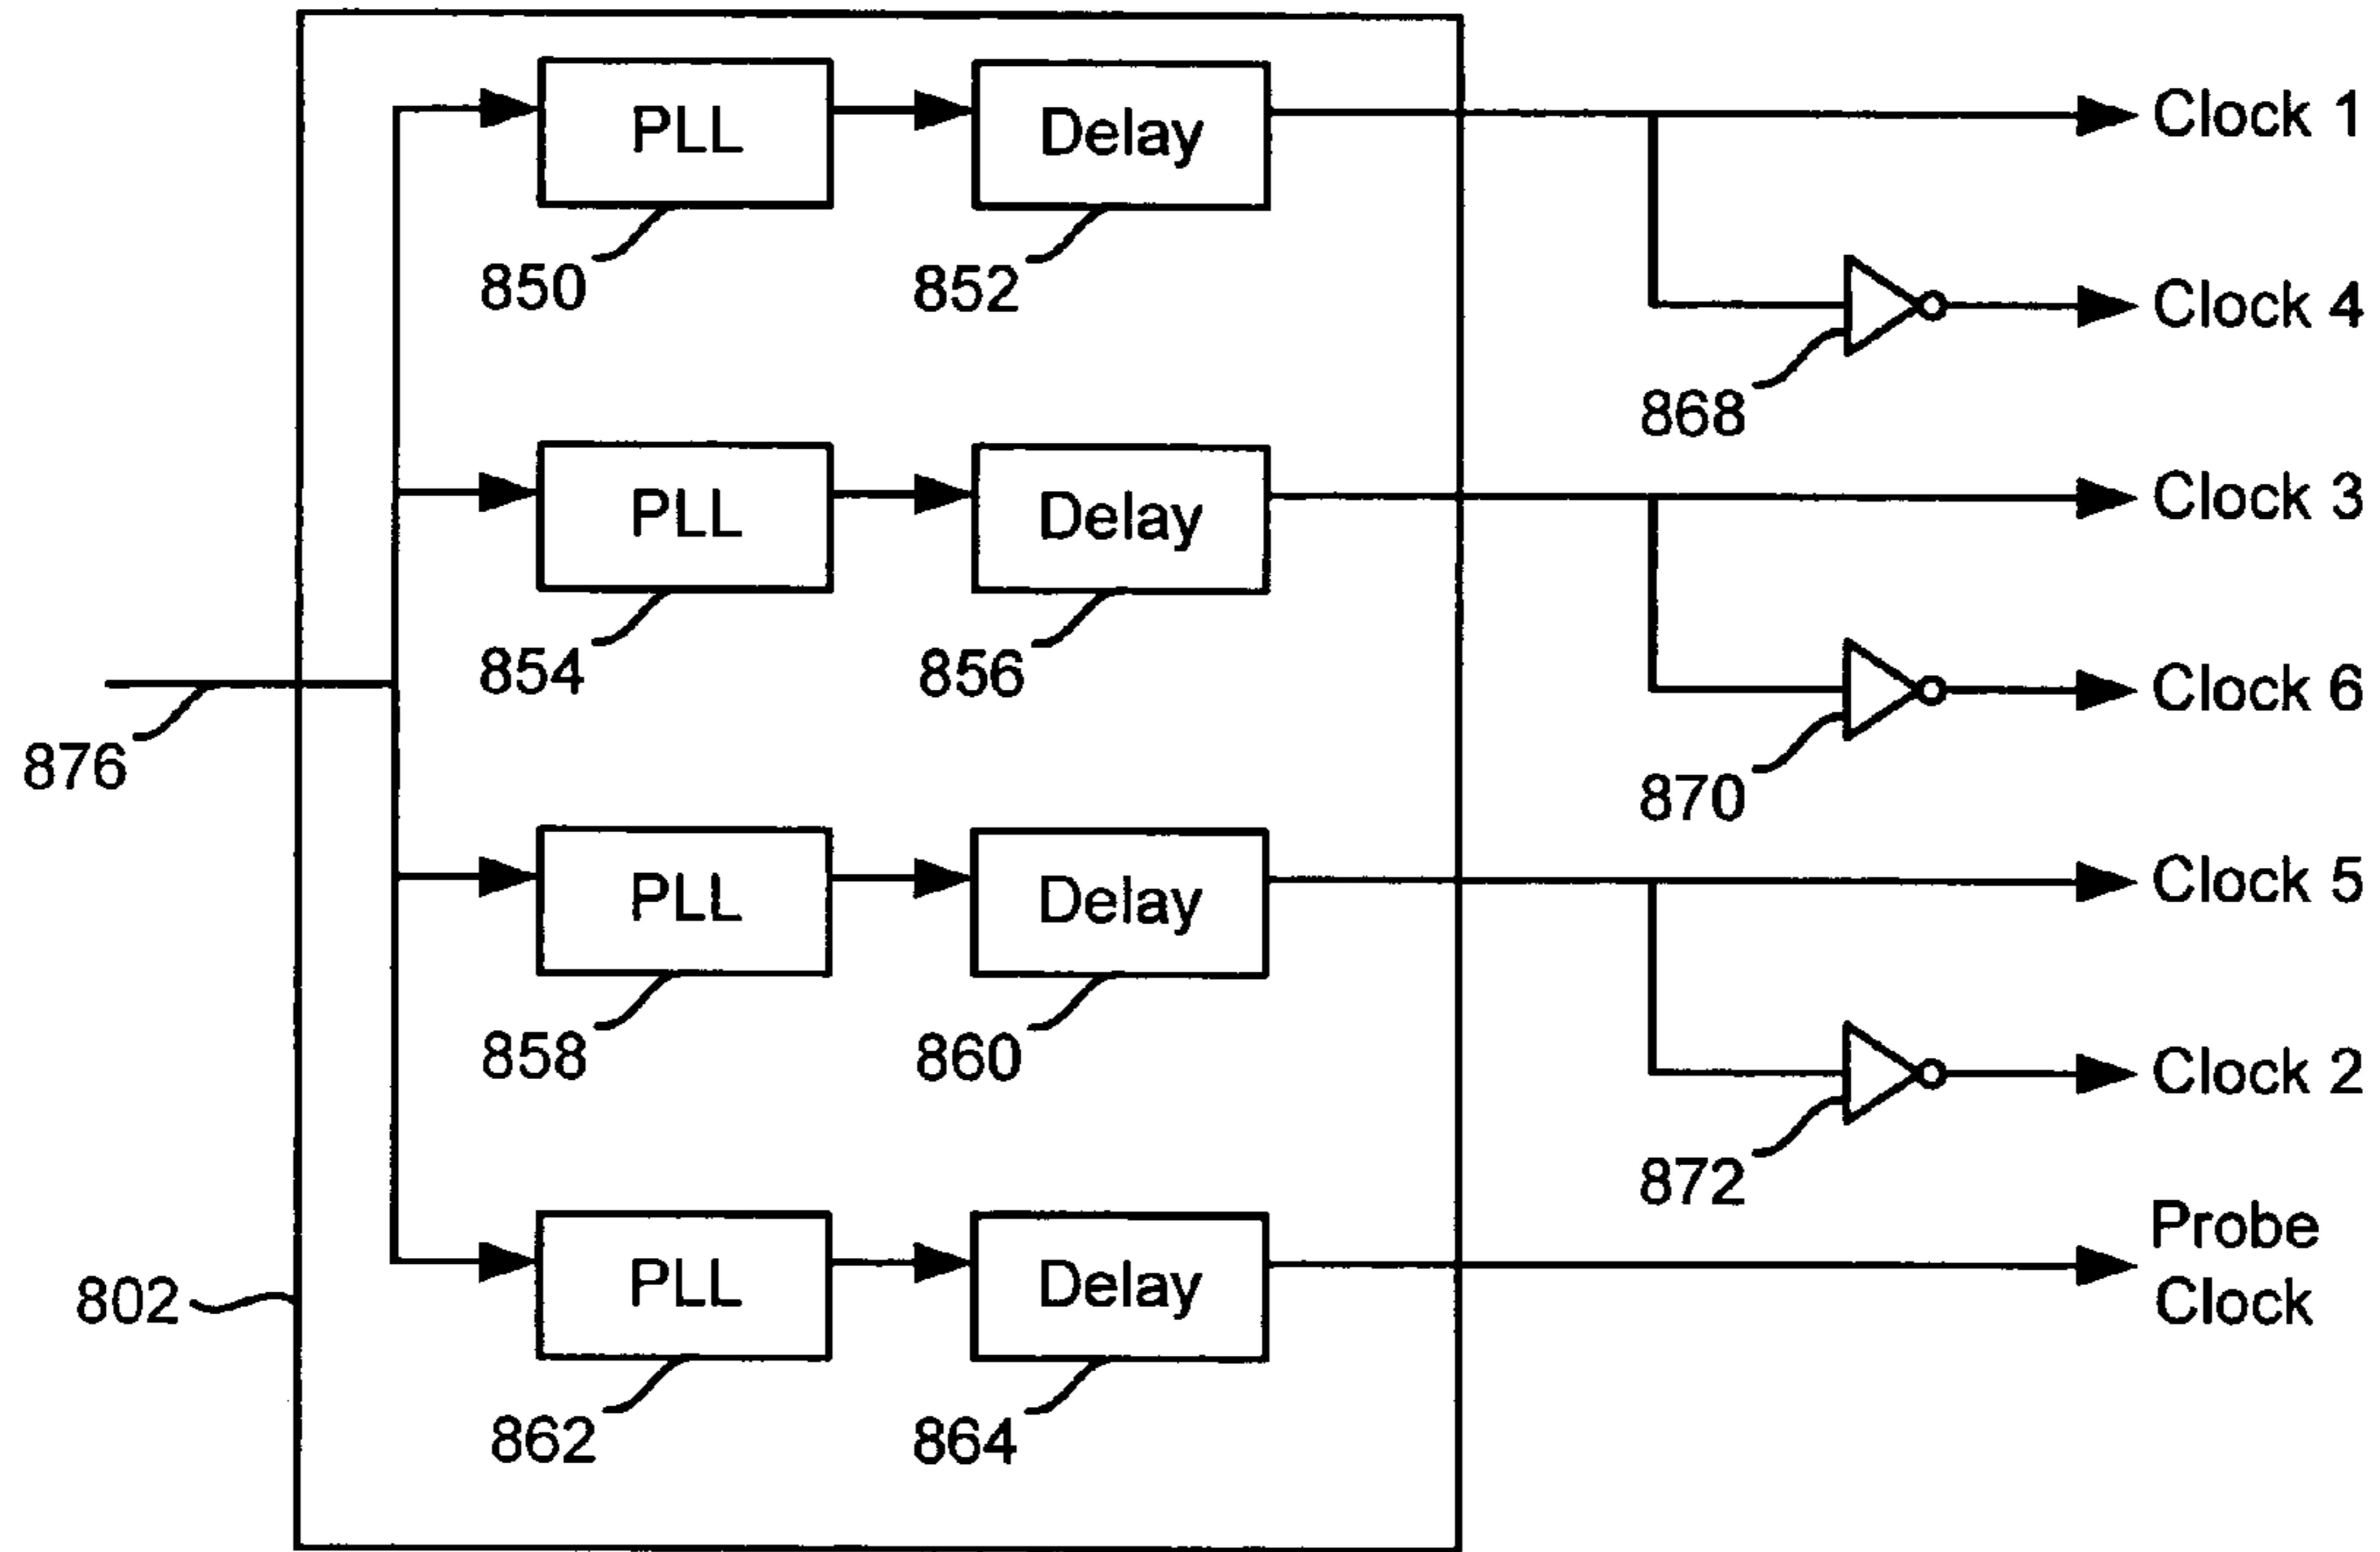 PLL
Delay
Clock 1
850
852
Clock 4
868
PLL
Delay
Clock 3
854
856
Clock 6
876
870
PLL
Delay
Clock 5
858
860
Clock 2
872
802
PLL
Delay
Probe
Clock
862
864